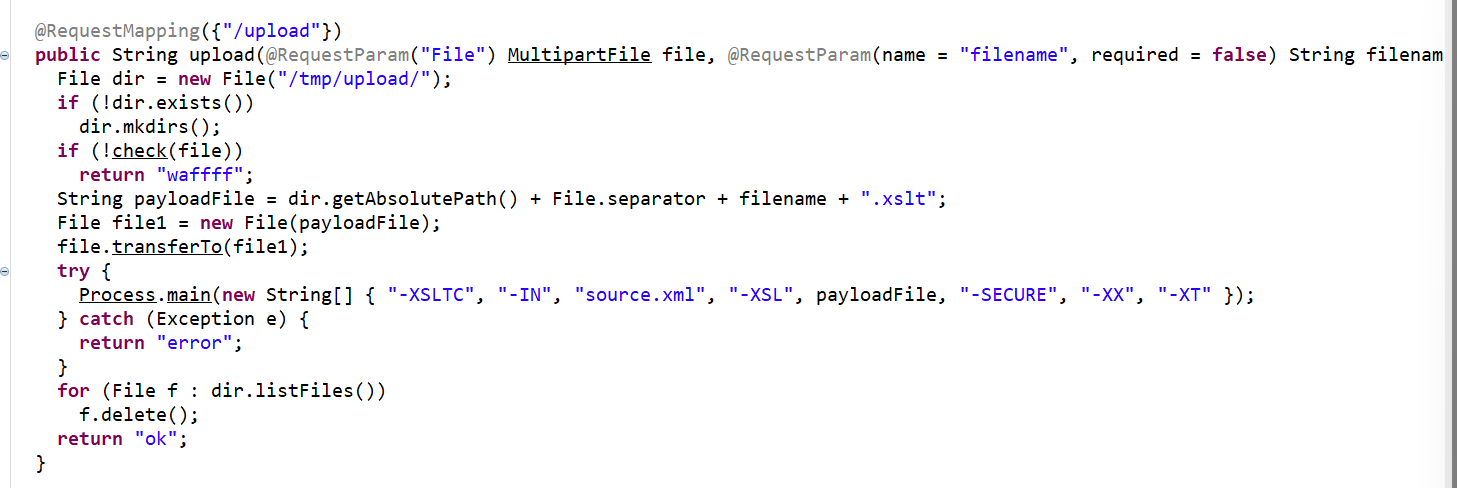 @RequestMapping({"/upload"})
public String upload(@RequestParam("File") MultipartFile file, @RequestParam(name = "filename", required = false) String filenam
File dir = new File("/tmp/upload/");
if (!dir.exists())
dir.mkdirs();
if (!check(file))
return "waffff";
String payloadFile = dir.getAbsolutePath() + File.separator + filename + ".xslt";
File file1 = new File(payloadFile);
file.transferTo(file1);
try {
Process.main(new String[] { "-XSLTC", "-IN", "source.xml", "-XSL", payloadFile, "-SECURE", "-XX", "-XT" });
} catch (Exception e) {
return "error";
}
for (File f : dir.listFiles())
f.delete();
return "ok";
}